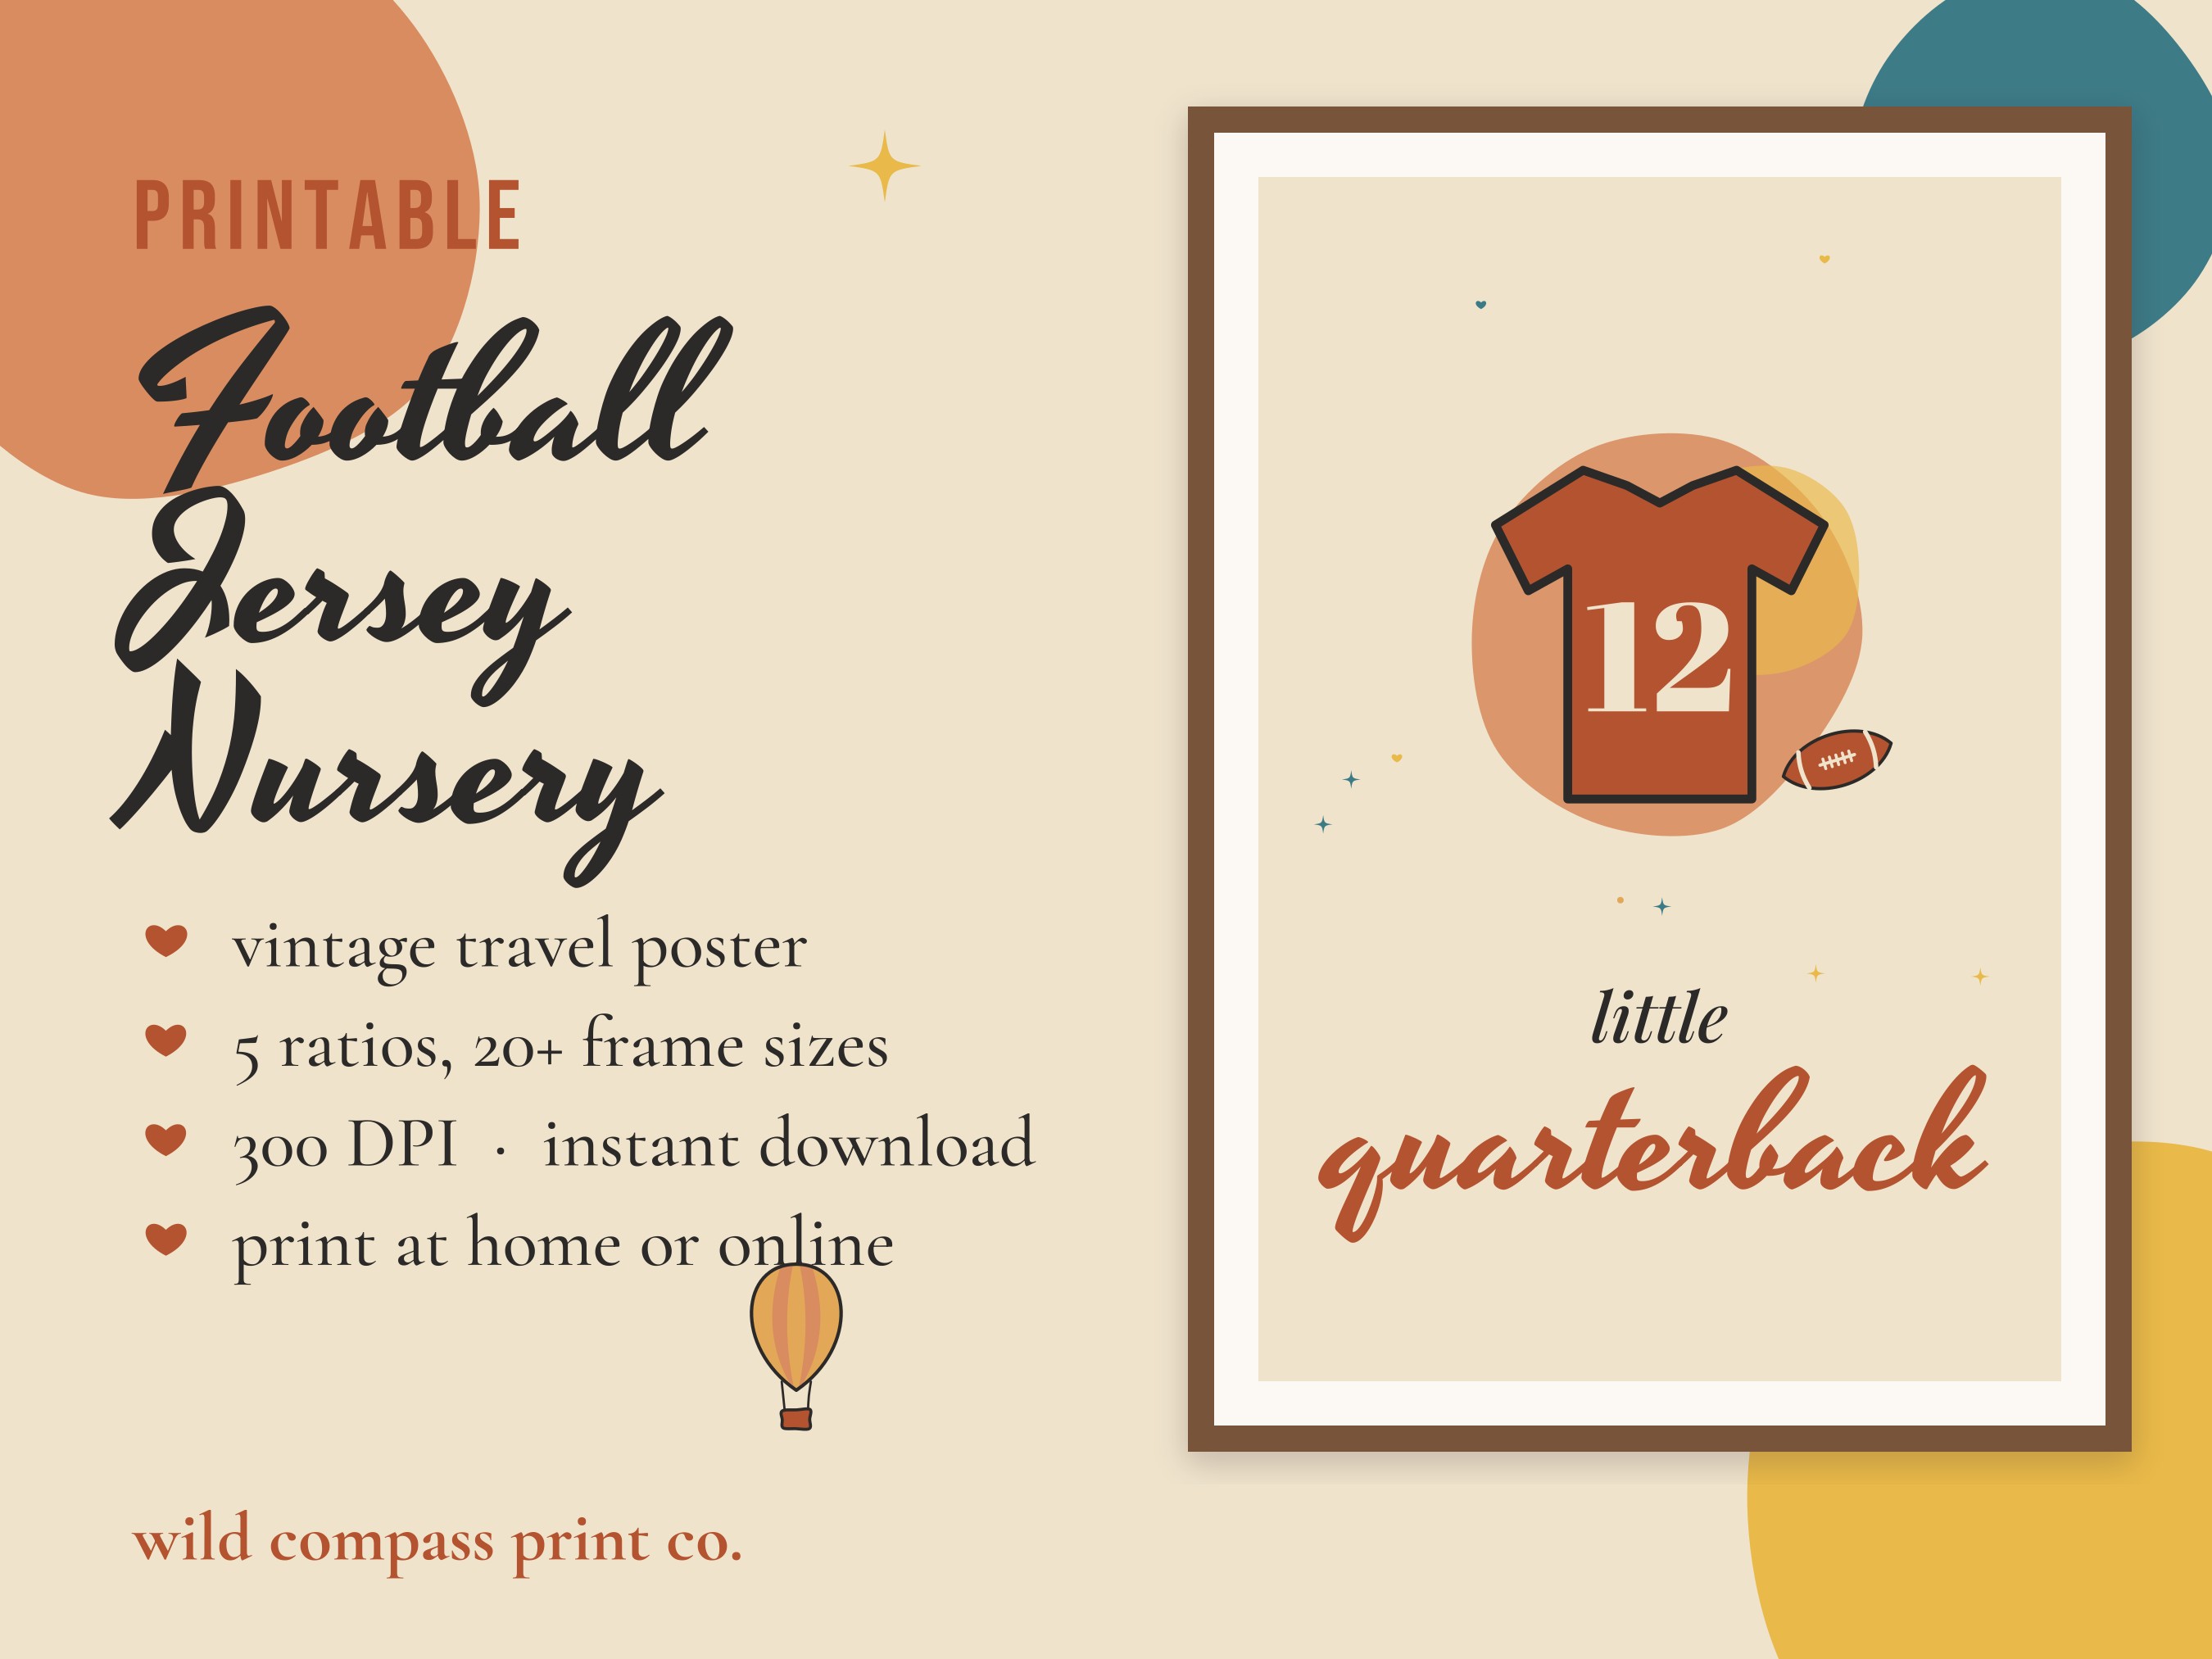 PRINTABLE
Football
Jersey
Nursery
vintage travel poster
5 ratios, 20+ frame sizes
300 DPI · instant download
print at home or online
wild compass print co.
12
little
quarterback